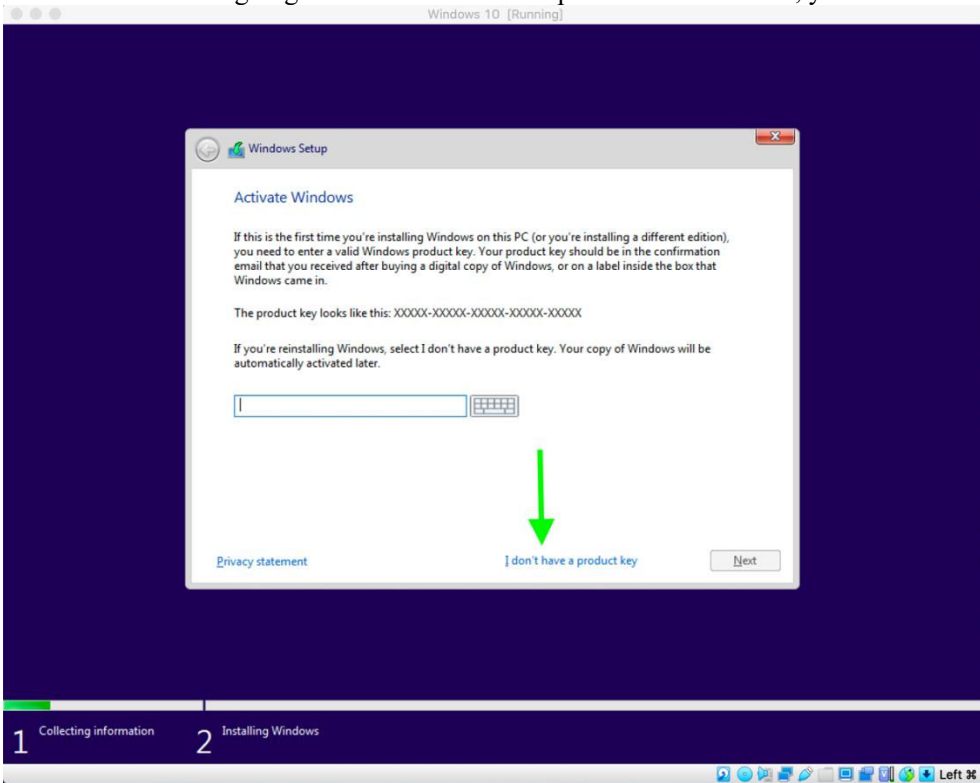 Windows 10 [Running]
Windows Setup
Activate Windows
If this is the first time you're installing Windows on this PC (or you're installing a different edition),
you need to enter a valid Windows product key. Your product key should be in the confirmation
email that you received after buying a digital copy of Windows, or on a label inside the box that
Windows came in.
The product key looks like this: XXXXX-XXXXX-XXXXX-XXXXX-XXXXX
If you're reinstalling Windows, select I don't have a product key. Your copy of Windows will be
automatically activated later.
Privacy statement
I don't have a product key
Next
1 Collecting information
2 Installing Windows
Left ⌘